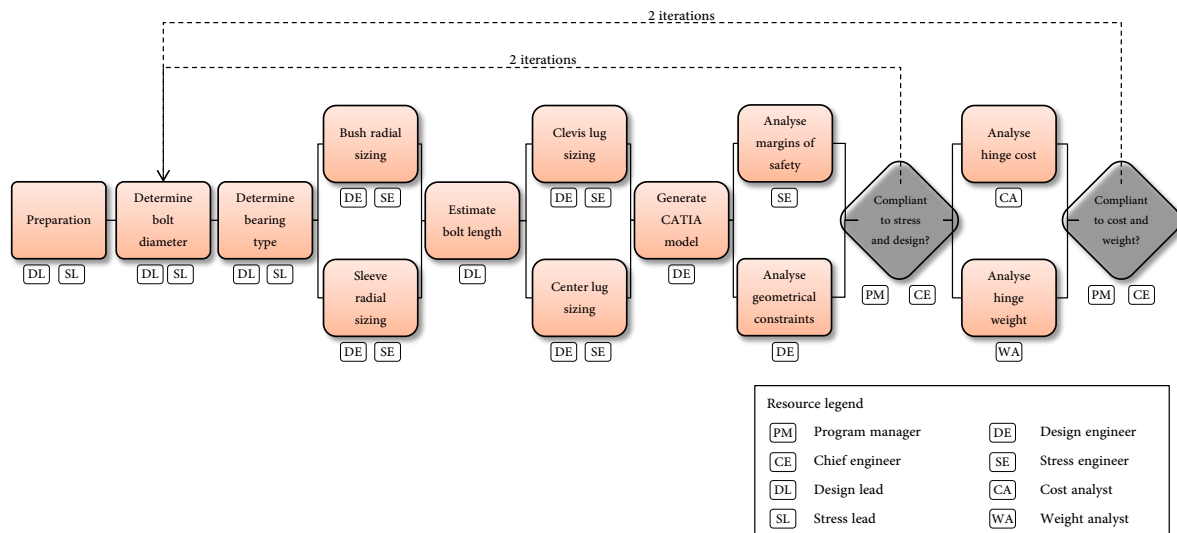 2 iterations
2 iterations
Preparation
DL SL
Determine
bolt
diameter
DL SL
Determine
bearing
type
DL SL
Bush radial
sizing
DE SE
Sleeve
radial
sizing
DE SE
Estimate
bolt length
DL
Clevis lug
sizing
DE SE
Center lug
sizing
DE SE
Generate
CATIA
model
DE
Analyse
margins of
safety
SE
Analyse
geometrical
constraints
DE
Compliant
to stress
and design?
PM CE
Analyse
hinge cost
CA
Analyse
hinge
weight
WA
Compliant
to cost and
weight?
PM CE
Resource legend
PM Program manager
CE Chief engineer
DL Design lead
SL Stress lead
DE Design engineer
SE Stress engineer
CA Cost analyst
WA Weight analyst